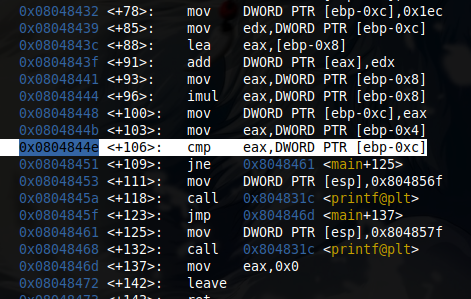 0x08048432 <+78>: mov DWORD PTR [ebp-0xc],0x1ec
0x08048439 <+85>: mov edx,DWORD PTR [ebp-0xc]
0x0804843c <+88>: lea eax,[ebp-0x8]
0x0804843f <+91>: add DWORD PTR [eax],edx
0x08048441 <+93>: mov eax,DWORD PTR [ebp-0x8]
0x08048444 <+96>: imul eax,DWORD PTR [ebp-0x8]
0x08048448 <+100>: mov DWORD PTR [ebp-0xc],eax
0x0804844b <+103>: mov eax,DWORD PTR [ebp-0x4]
0x0804844e <+106>: cmp eax,DWORD PTR [ebp-0xc]
0x08048451 <+109>: jne 0x8048461 <main+125>
0x08048453 <+111>: mov DWORD PTR [esp],0x804856f
0x0804845a <+118>: call 0x804831c <printf@plt>
0x0804845f <+123>: jmp 0x804846d <main+137>
0x08048461 <+125>: mov DWORD PTR [esp],0x804857f
0x08048468 <+132>: call 0x804831c <printf@plt>
0x0804846d <+137>: mov eax,0x0
0x08048472 <+142>: leave
0x08048473 <+143>: ret